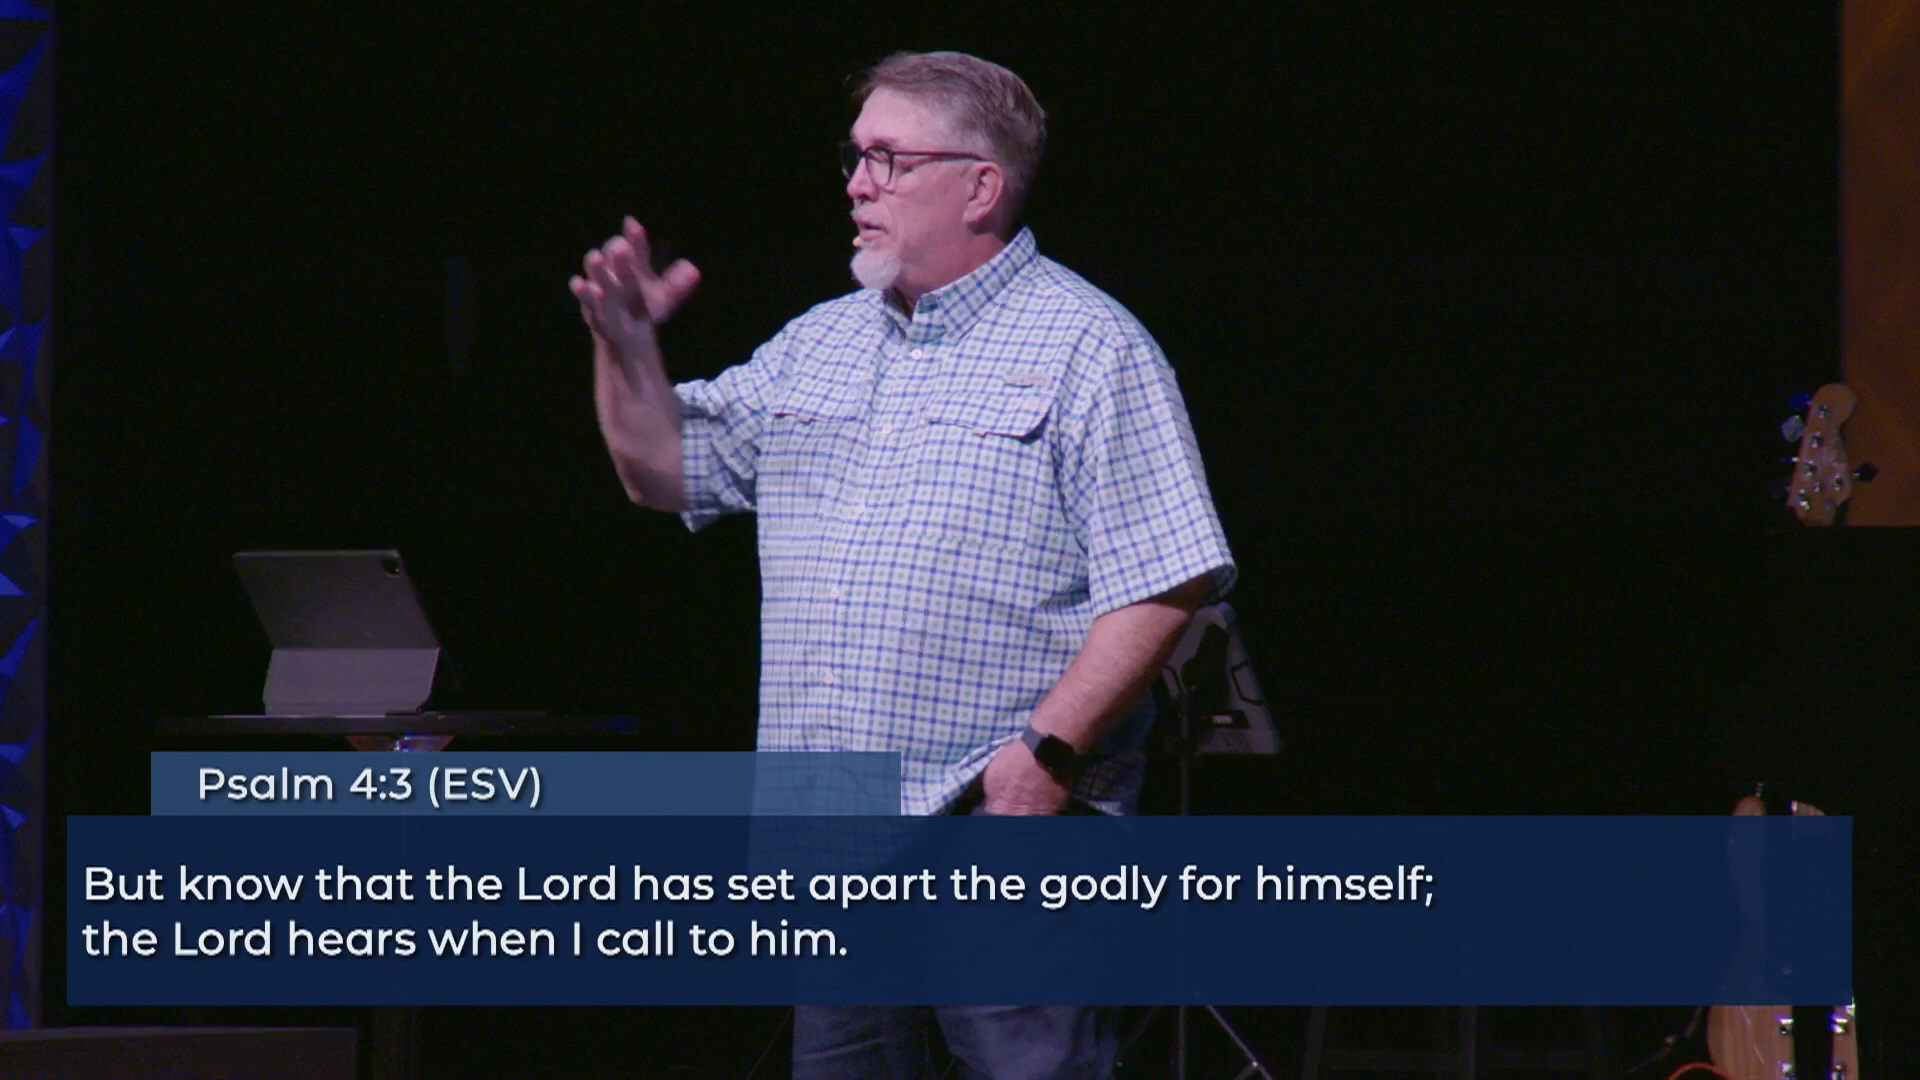 Psalm 4:3 (ESV)
But know that the Lord has set apart the godly for himself;
the Lord hears when I call to him.